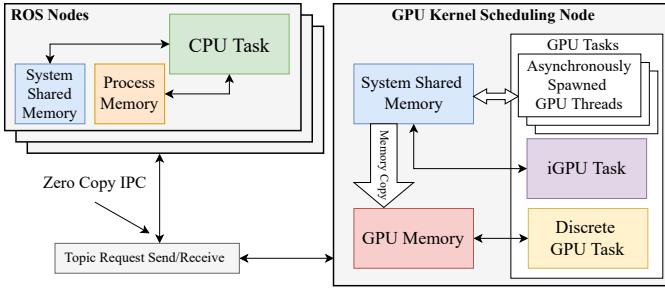 ROS Nodes
CPU Task
System
Shared
Memory
Process
Memory
Zero Copy IPC
Topic Request Send/Receive
GPU Kernel Scheduling Node
System Shared
Memory
Memory Copy
GPU Memory
GPU Tasks
Asynchronously
Spawned
GPU Threads
iGPU Task
Discrete
GPU Task